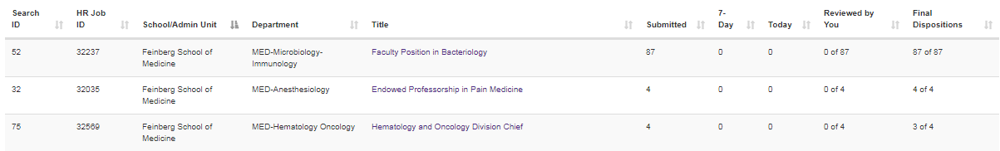 Search ID HR Job ID School/Admin Unit Department Title Submitted 7-Day Today Reviewed by You Final Dispositions
52 32237 Feinberg School of Medicine MED-Microbiology-Immunology Faculty Position in Bacteriology 87 0 0 0 of 87 87 of 87
32 32035 Feinberg School of Medicine MED-Anesthesiology Endowed Professorship in Pain Medicine 4 0 0 0 of 4 4 of 4
75 32569 Feinberg School of Medicine MED-Hematology Oncology Hematology and Oncology Division Chief 4 0 0 0 of 4 3 of 4